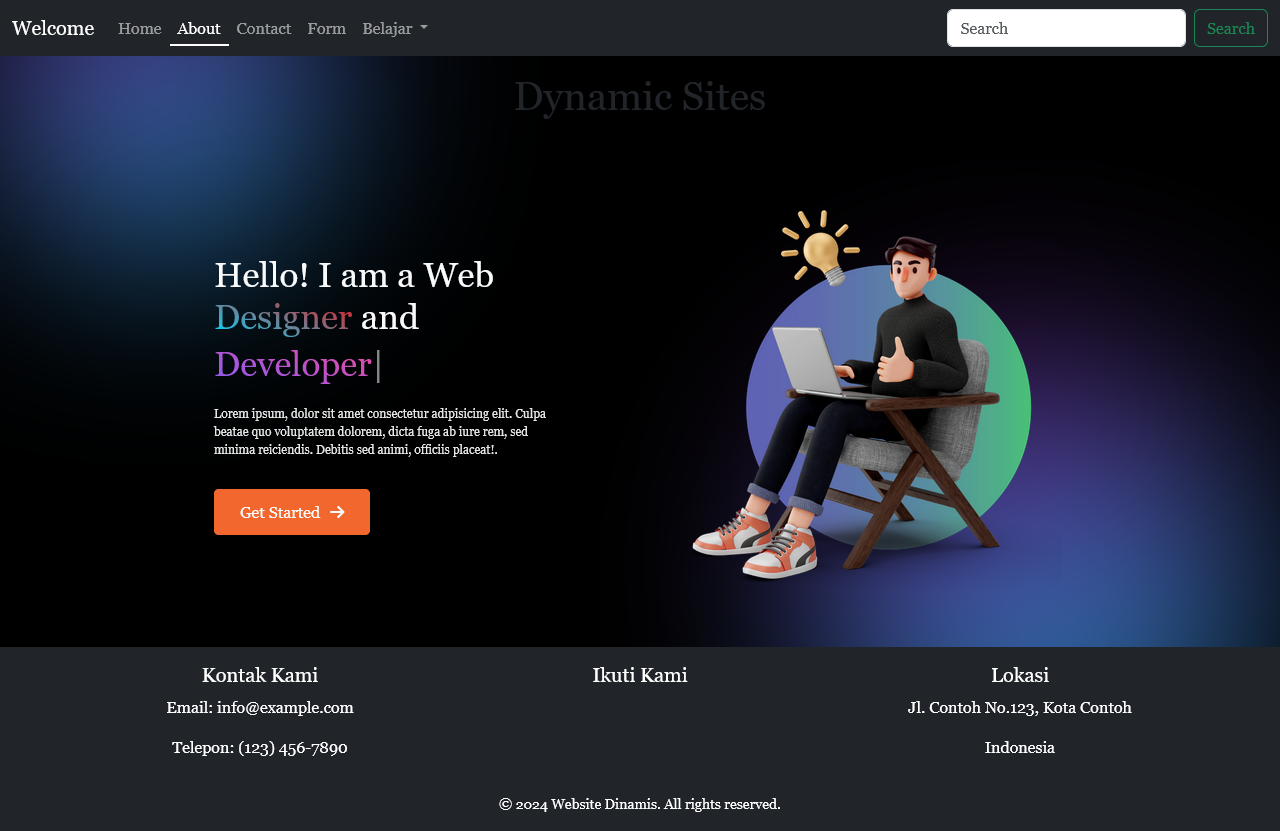 Welcome Home About Contact Form Belajar Search Search
Dynamic Sites
Hello! I am a Web
Designer and
Developer|
Lorem ipsum, dolor sit amet consectetur adipisicing elit. Culpa
beatae quo voluptatem dolorem, dicta fuga ab iure rem, sed
minima reiciendis. Debitis sed animi, officiis placeat!.
Get Started
Kontak Kami Ikuti Kami Lokasi
Email: info@example.com Jl. Contoh No.123, Kota Contoh
Telepon: (123) 456-7890 Indonesia
© 2024 Website Dinamis. All rights reserved.